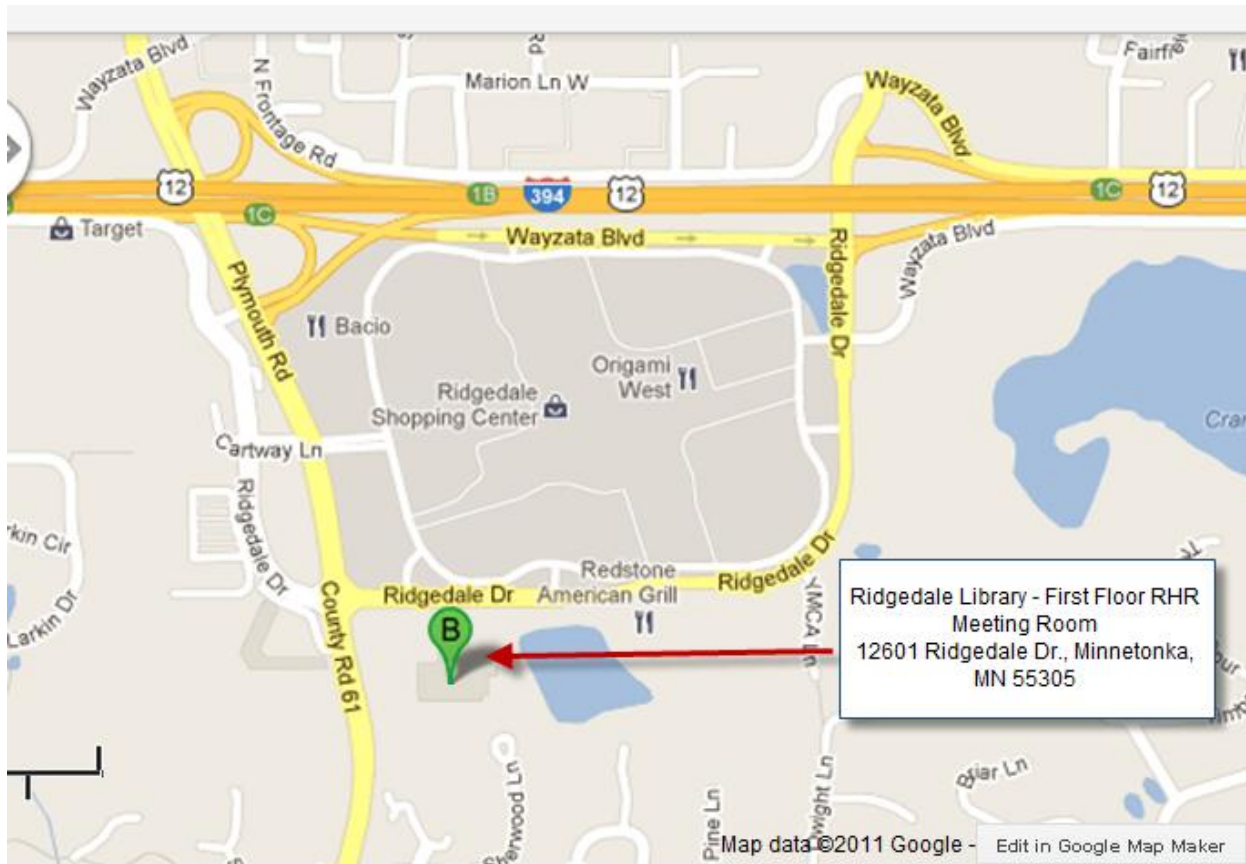 Wayzata Blvd
N Frontage Rd
Rd
Marion Ln W
Wayzata Blvd
12
1B
394
12
1C
12
1C
Target
Wayzata Blvd
Wayzata Blvd
Plymouth Rd
Ridgedale Dr
Bacio
Origami
West
Ridgedale
Shopping Center
Cartway Ln
Ridgedale Dr
Larkin Dr
Ridgedale Dr
Redstone
American Grill
Ridgedale Dr
B
County Rd 61
YMCA Ln
Ridgedale Library - First Floor RHR
Meeting Room
12601 Ridgedale Dr., Minnetonka,
MN 55305
Sherwood Ln
Pine Ln
Dwight Ln
Briar Ln
Map data ©2011 Google -
Edit in Google Map Maker